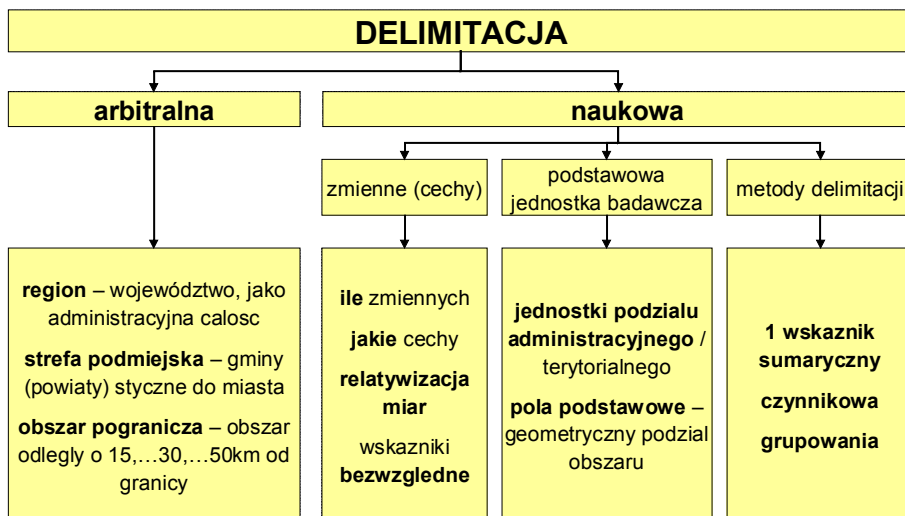 DELIMITACJA
arbitralna
naukowa
zmienne (cechy)
podstawowa
jednostka badawcza
metody delimitacji
region – województwo, jako
administracyjna calosc
strefa podmiejska – gminy
(powiaty) styczne do miasta
obszar pogranicza – obszar
odlegly o 15,…30,…50km od
granicy
ile zmiennych
jakie cechy
relatywizacja
miar
wskazniki
bezwzgledne
jednostki podzialu
administracyjnego /
terytorialnego
pola podstawowe –
geometryczny podzial
obszaru
1 wskaznik
sumaryczny
czynnikowa
grupowania